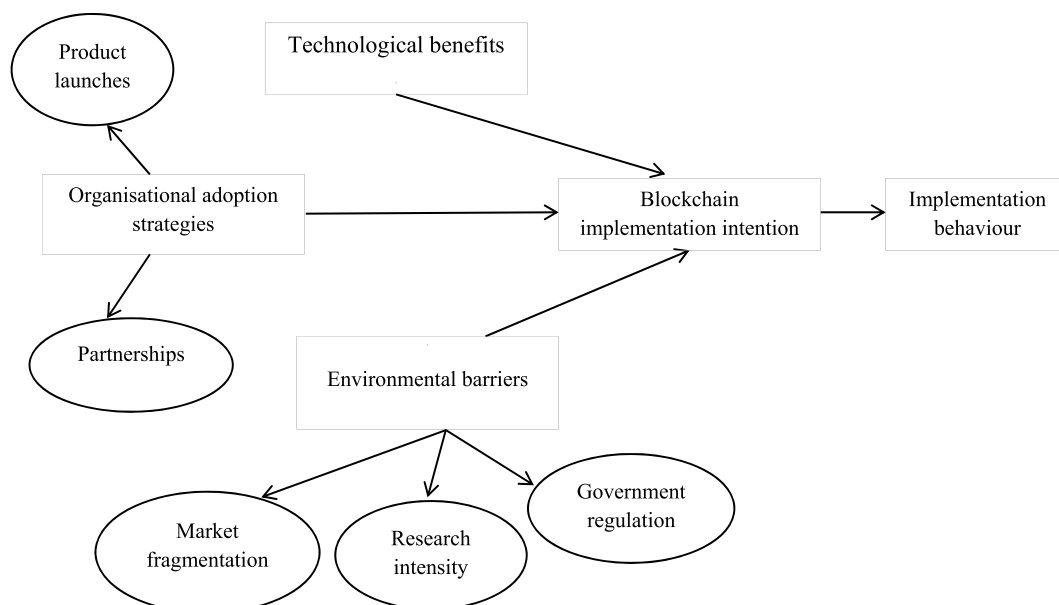 Product
launches
Technological benefits
Organisational adoption
strategies
Blockchain
implementation intention
Implementation
behaviour
Partnerships
Environmental barriers
Market
fragmentation
Research
intensity
Government
regulation